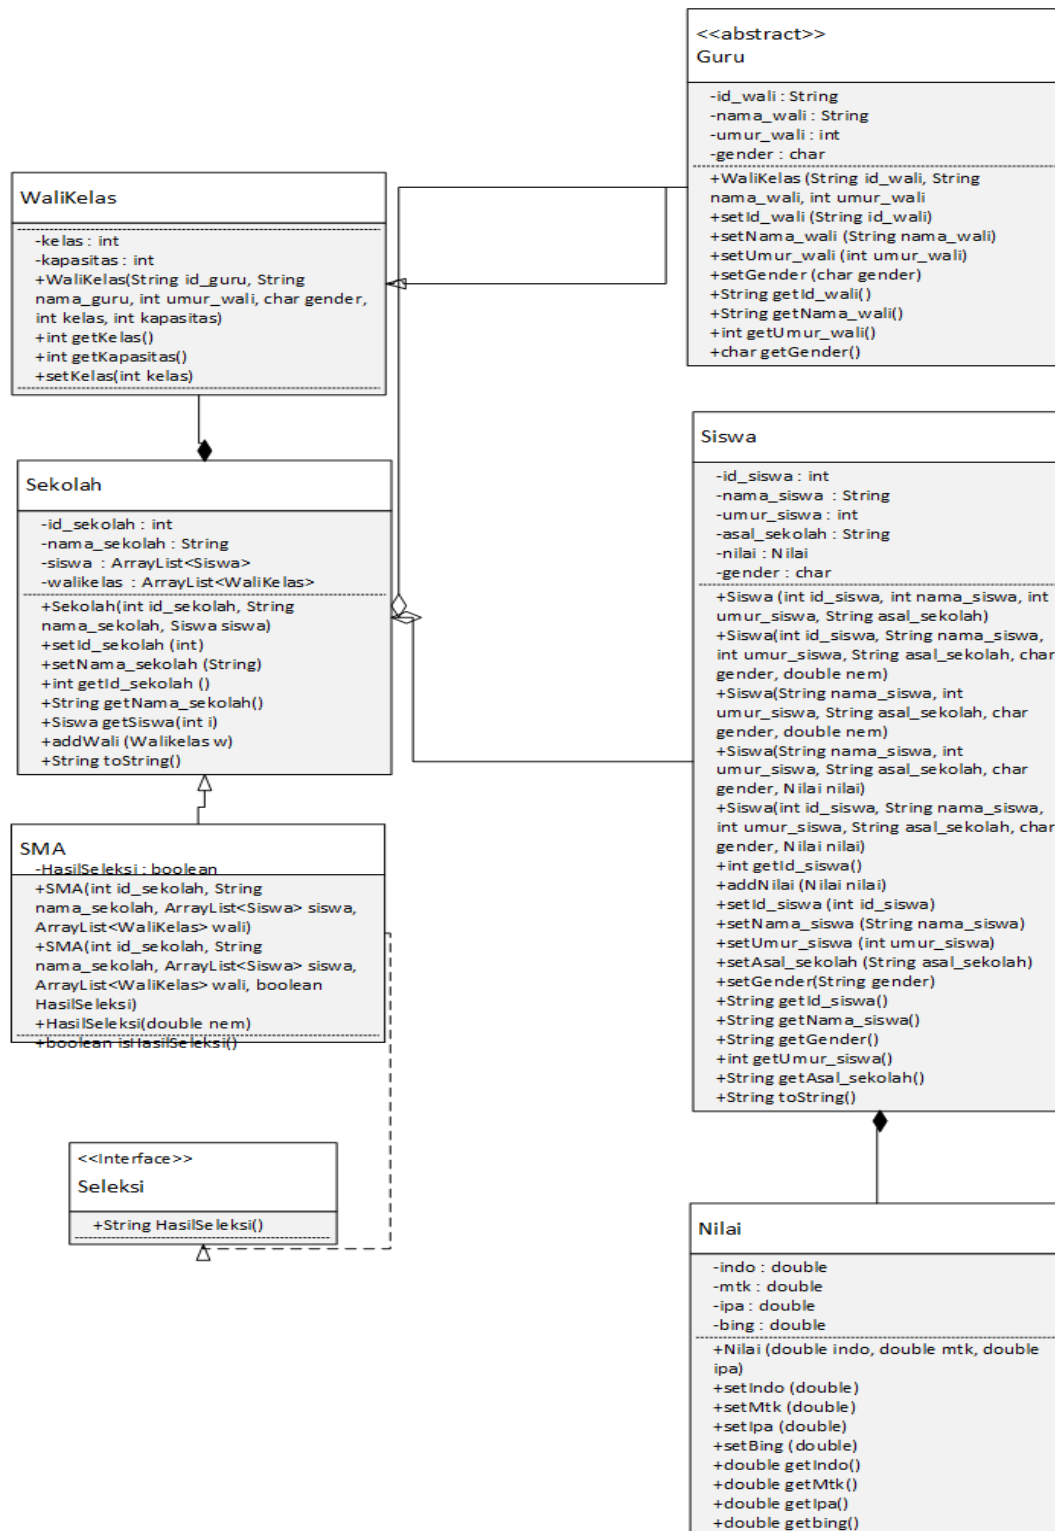 <<abstract>>
Guru
-id_wali : String
-nama_wali : String
-umur_wali : int
-gender : char
+WaliKelas (String id_wali, String
nama_wali, int umur_wali
+setId_wali (String id_wali)
+setNama_wali (String nama_wali)
+setUmur_wali (int umur_wali)
+setGender (char gender)
+String getId_wali()
+String getNama_wali()
+int getUmur_wali()
+char getGender()
WaliKelas
-kelas : int
-kapasitas : int
+WaliKelas(String id_guru, String
nama_guru, int umur_wali, char gender,
int kelas, int kapasitas)
+int getKelas()
+int getKapasitas()
+setKelas(int kelas)
Sekolah
-id_sekolah : int
-nama_sekolah : String
-siswa : ArrayList<Siswa>
-walikelas : ArrayList<WaliKelas>
+Sekolah(int id_sekolah, String
nama_sekolah, Siswa siswa)
+setId_sekolah (int)
+setNama_sekolah (String)
+int getId_sekolah ()
+String getNama_sekolah()
+Siswa getSiswa(int i)
+addWali (Walikelas w)
+String toString()
SMA
-HasilSeleksi : boolean
+SMA(int id_sekolah, String
nama_sekolah, ArrayList<Siswa> siswa,
ArrayList<WaliKelas> wali)
+SMA(int id_sekolah, String
nama_sekolah, ArrayList<Siswa> siswa,
ArrayList<WaliKelas> wali, boolean
HasilSeleksi)
+HasilSeleksi(double nem)
+boolean isHasilSeleksi()
<<Interface>>
Seleksi
+String HasilSeleksi()
Siswa
-id_siswa : int
-nama_siswa : String
-umur_siswa : int
-asal_sekolah : String
-nilai : Nilai
-gender : char
+Siswa (int id_siswa, int nama_siswa, int
umur_siswa, String asal_sekolah)
+Siswa(int id_siswa, String nama_siswa,
int umur_siswa, String asal_sekolah, char
gender, double nem)
+Siswa(String nama_siswa, int
umur_siswa, String asal_sekolah, char
gender, double nem)
+Siswa(String nama_siswa, int
umur_siswa, String asal_sekolah, char
gender, Nilai nilai)
+Siswa(int id_siswa, String nama_siswa,
int umur_siswa, String asal_sekolah, char
gender, Nilai nilai)
+int getId_siswa()
+addNilai (Nilai nilai)
+setId_siswa (int id_siswa)
+setNama_siswa (String nama_siswa)
+setUmur_siswa (int umur_siswa)
+setAsal_sekolah (String asal_sekolah)
+setGender(String gender)
+String getId_siswa()
+String getNama_siswa()
+String getGender()
+int getUmur_siswa()
+String getAsal_sekolah()
+String toString()
Nilai
-indo : double
-mtk : double
-ipa : double
-bing : double
+Nilai (double indo, double mtk, double
ipa)
+setIndo (double)
+setMtk (double)
+setIpa (double)
+setBing (double)
+double getIndo()
+double getMtk()
+double getIpa()
+double getbing()